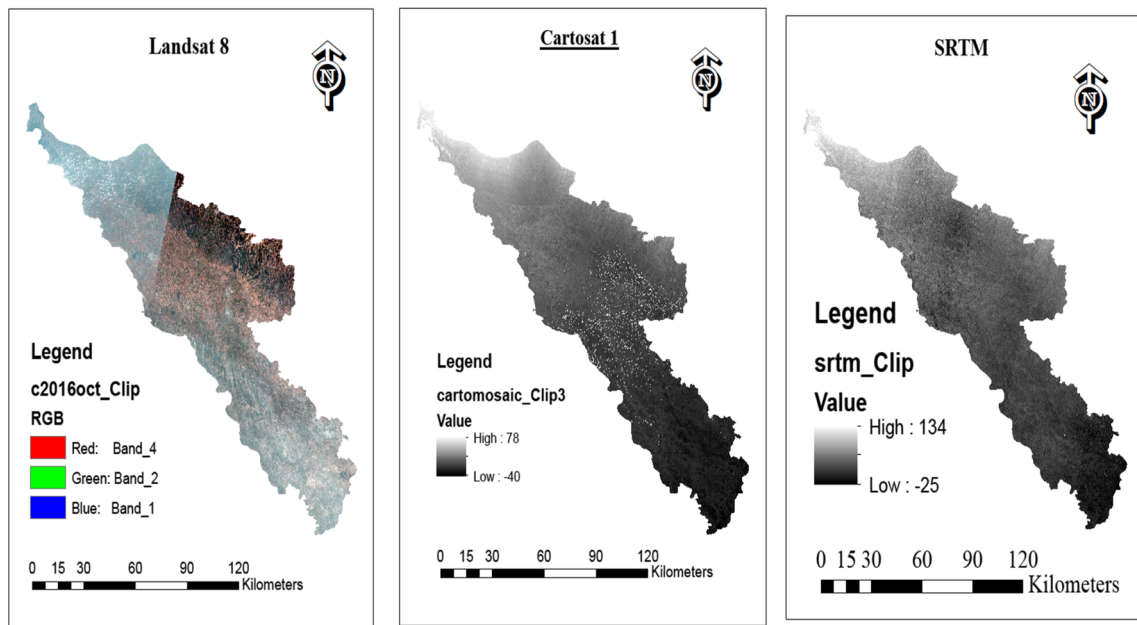 Landsat 8
N
Legend
c2016oct_Clip
RGB
Red: Band_4
Green: Band_2
Blue: Band_1
0 15 30 60 90 120
Kilometers
Cartosat 1
N
Legend
cartomosaic_Clip3
Value
High : 78
Low : -40
0 15 30 60 90 120
Kilometers
SRTM
N
Legend
srtm_Clip
Value
High : 134
Low : -25
0 15 30 60 90 120
Kilometers